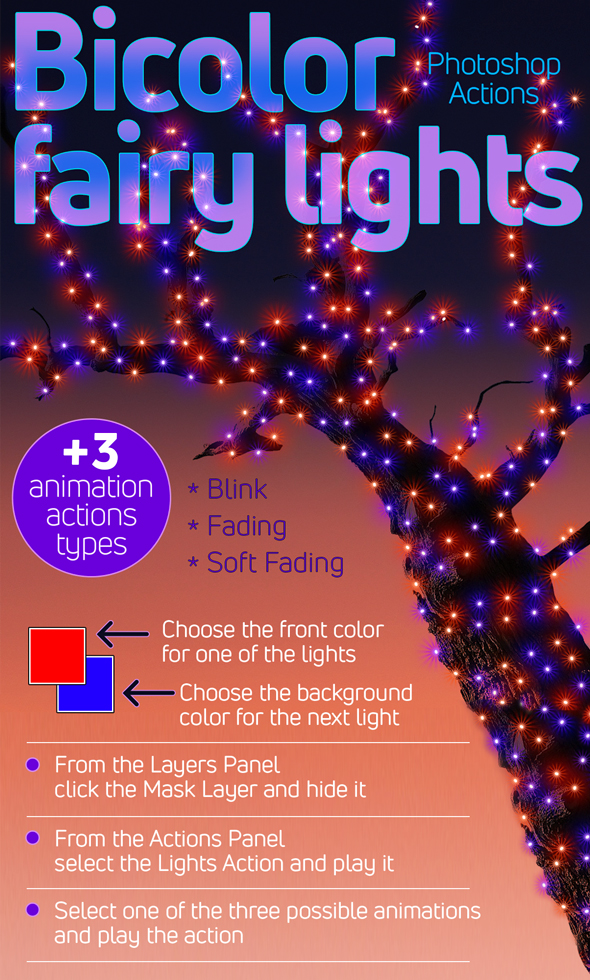 Bicolor
Photoshop
Actions
fairy lights
+3
animation
actions
types
* Blink
* Fading
* Soft Fading
Choose the front color
for one of the lights
Choose the background
color for the next light
From the Layers Panel
click the Mask Layer and hide it
From the Actions Panel
select the Lights Action and play it
Select one of the three possible animations
and play the action